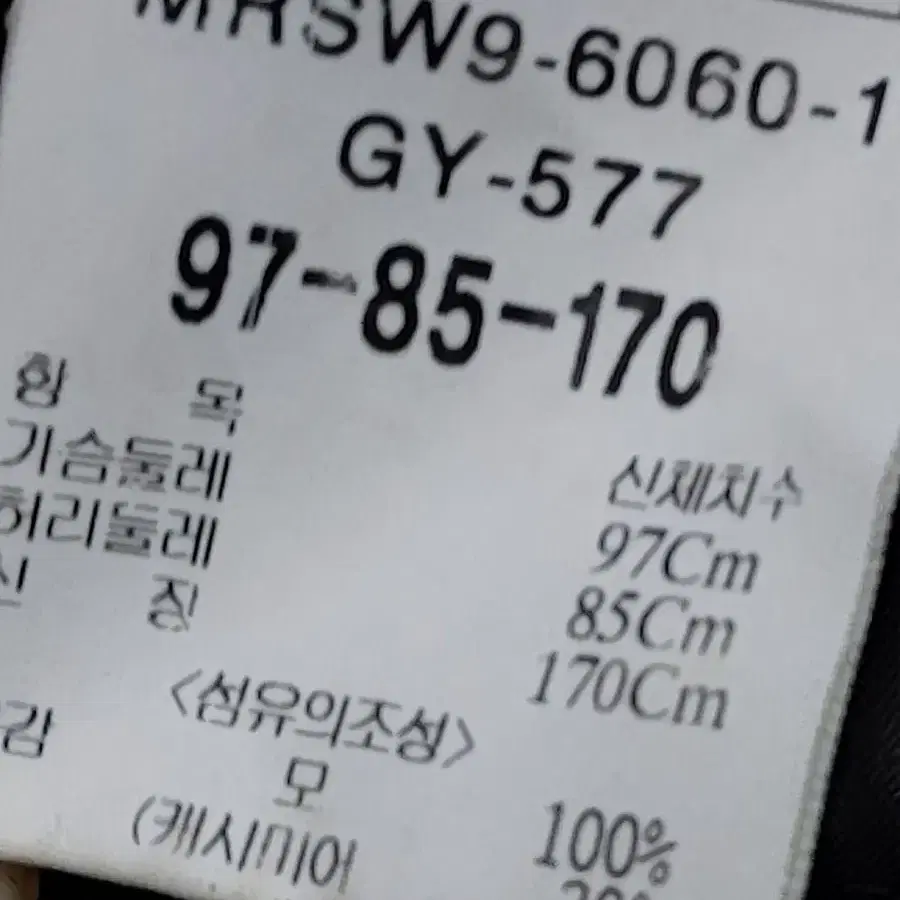 MRSW9-6060-1
GY-577
97-85-170
항 목 신체치수
가슴둘레 97Cm
허리둘레 85Cm
신 장 170Cm
<섬유의조성>
감 모 100%
(캐시미어